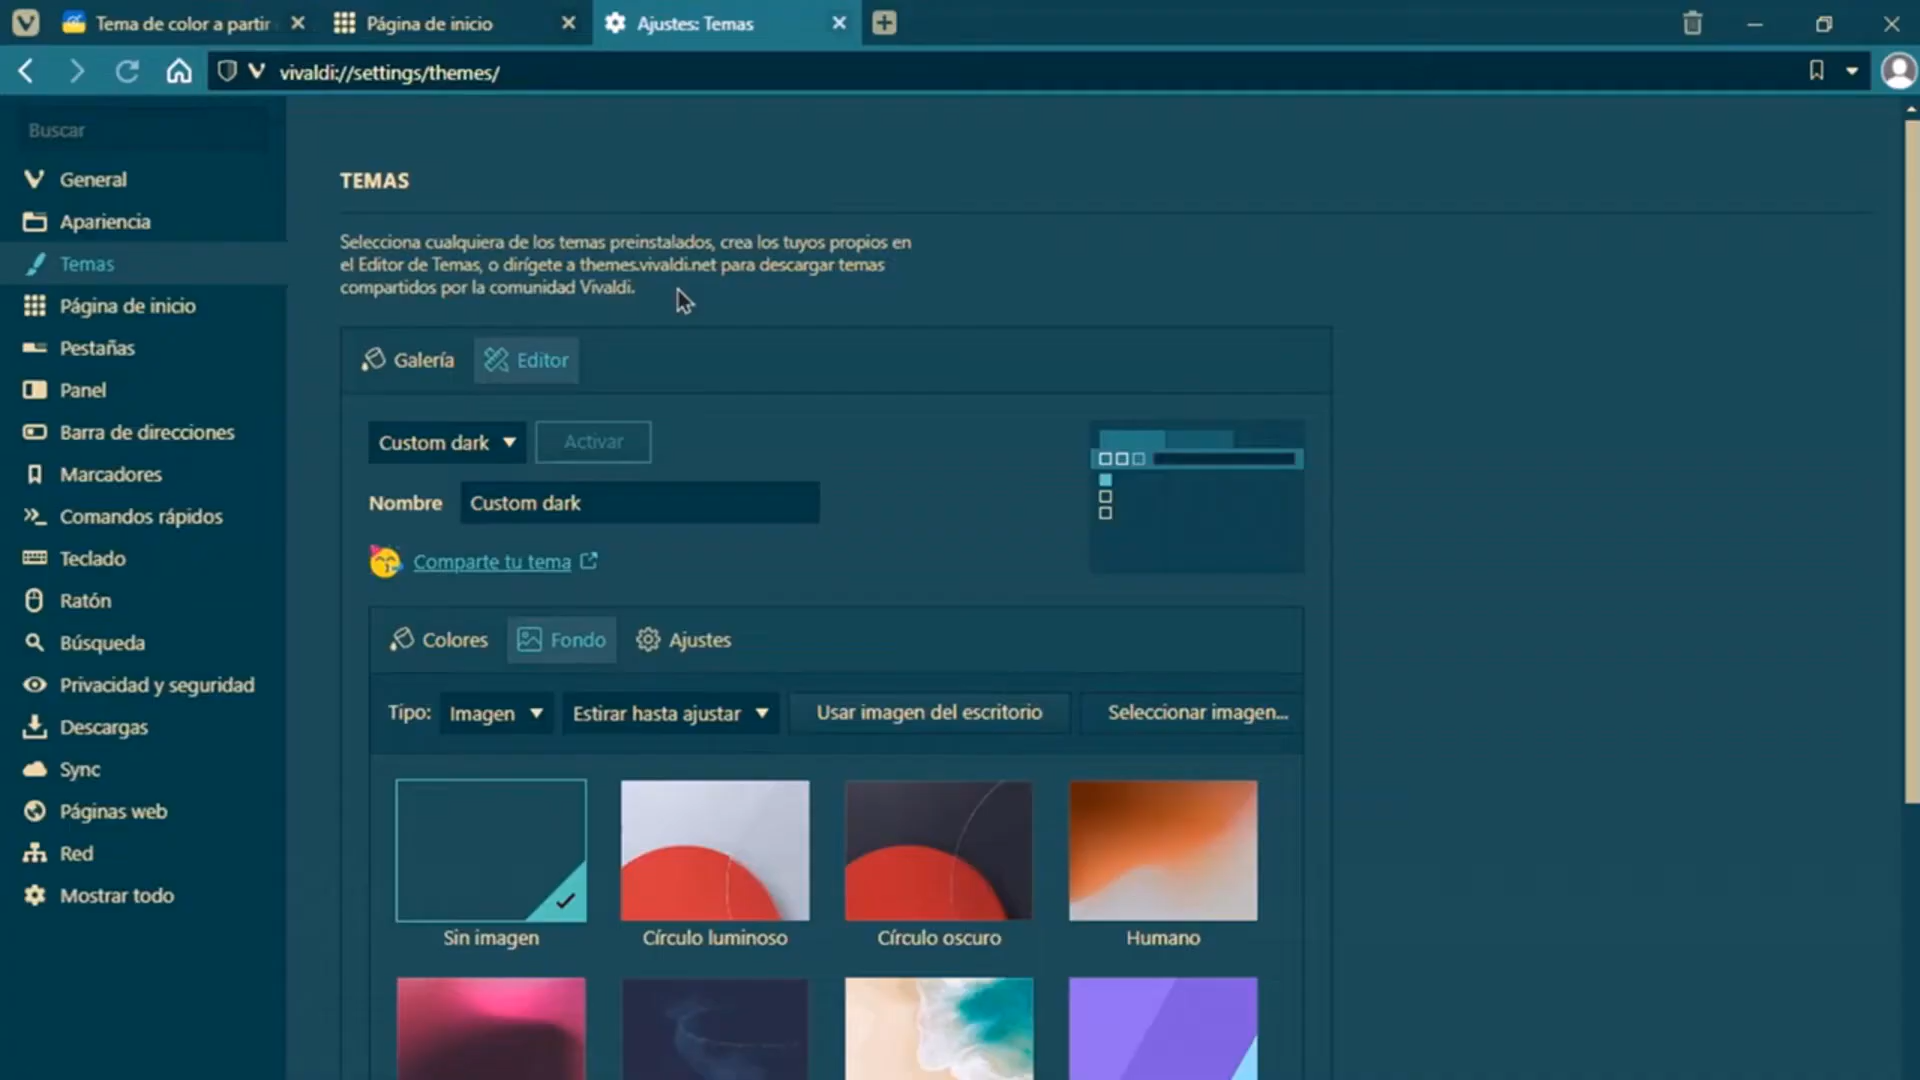 Tema de color a partir
Página de inicio
Ajustes: Temas
vivaldi://settings/themes/
Buscar
General
Apariencia
Temas
Página de inicio
Pestañas
Panel
Barra de direcciones
Marcadores
Comandos rápidos
Teclado
Ratón
Búsqueda
Privacidad y seguridad
Descargas
Sync
Páginas web
Red
Mostrar todo
TEMAS
Selecciona cualquiera de los temas preinstalados, crea los tuyos propios en
el Editor de Temas, o dirígete a themes.vivaldi.net para descargar temas
compartidos por la comunidad Vivaldi.
Galería Editor
Custom dark Activar
Nombre Custom dark
Comparte tu tema
Colores Fondo Ajustes
Tipo: Imagen Estirar hasta ajustar Usar imagen del escritorio Seleccionar imagen...
Sin imagen Círculo luminoso Círculo oscuro Humano